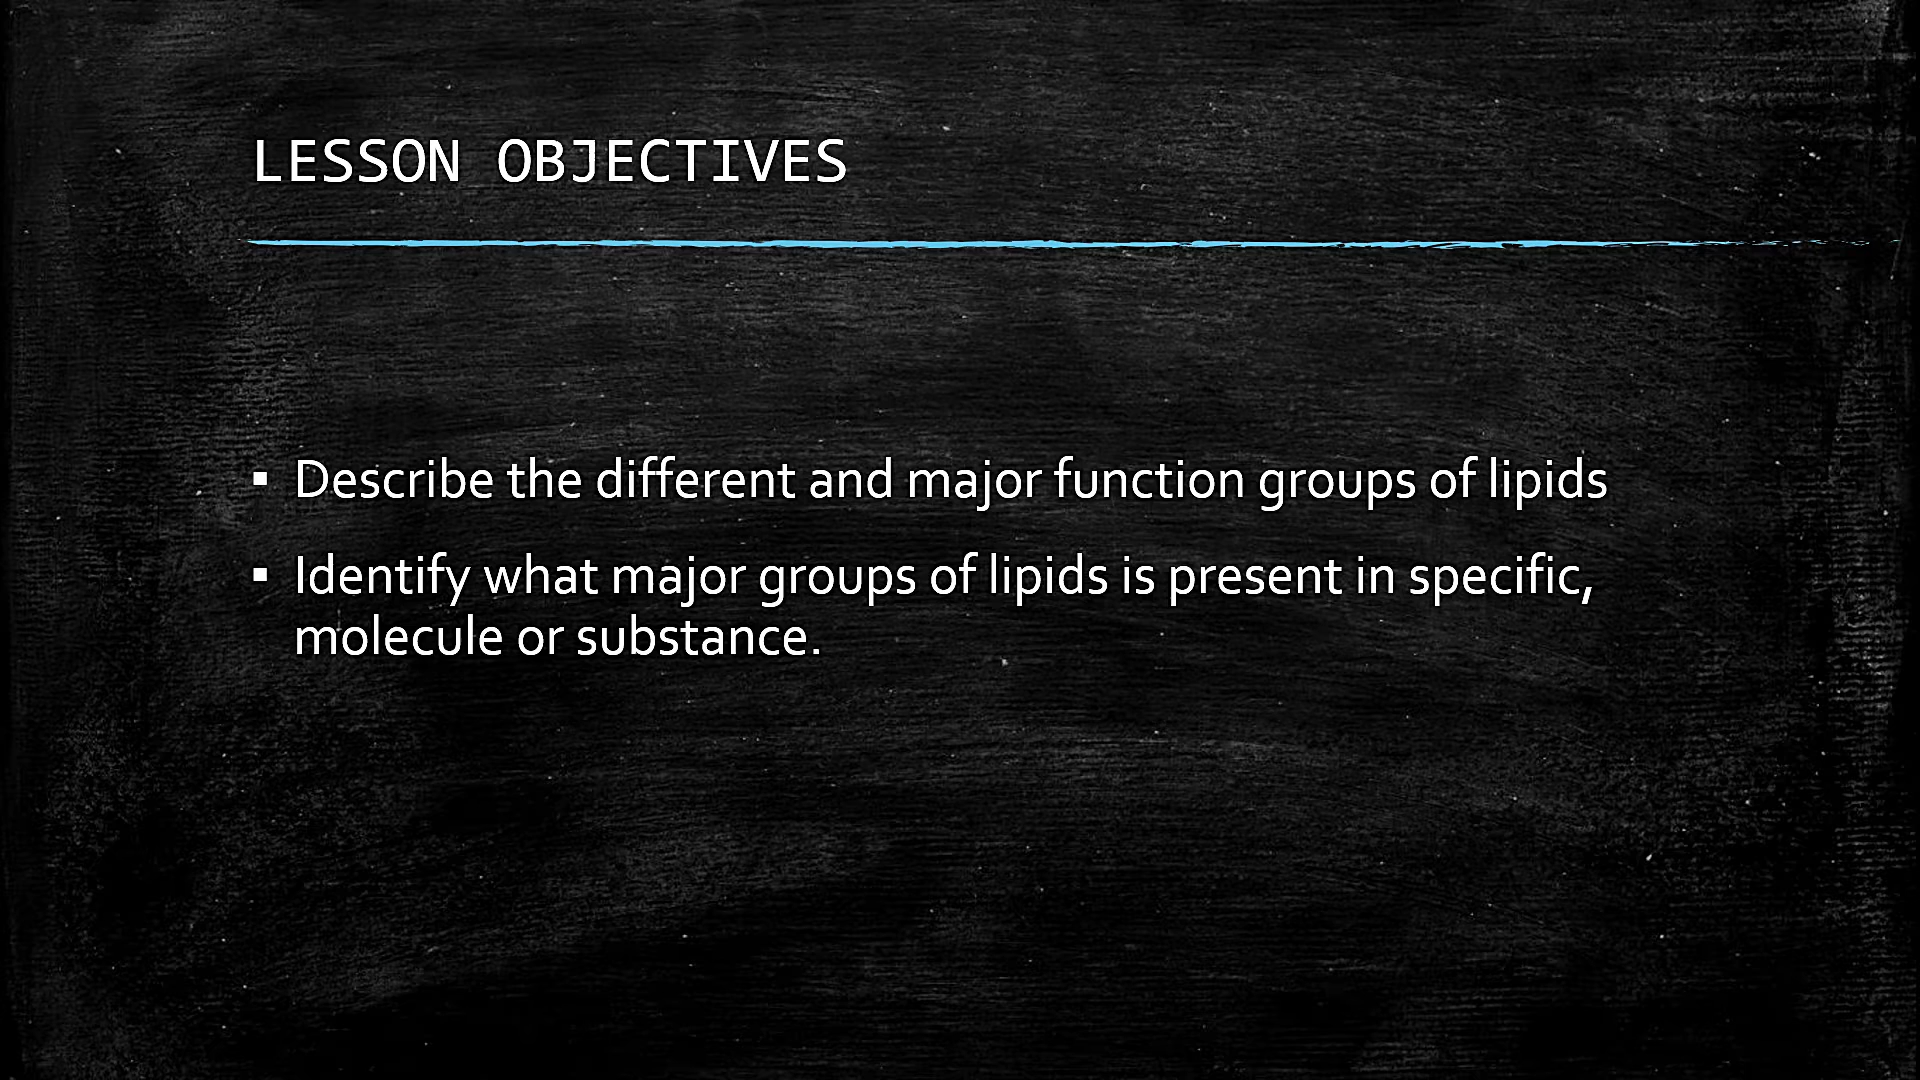 LESSON OBJECTIVES
▪ Describe the different and major function groups of lipids
▪ Identify what major groups of lipids is present in specific,
molecule or substance.